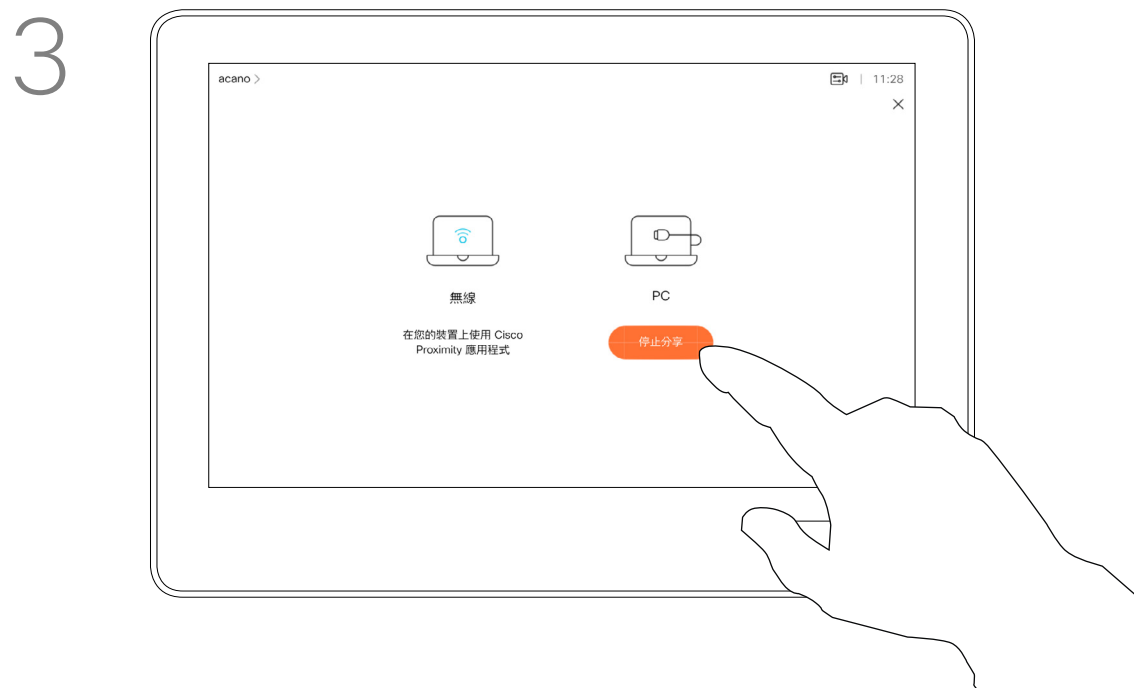 3
acano >
11:28
無線
PC
在您的裝置上使用 Cisco
Proximity 應用程式
停止分享